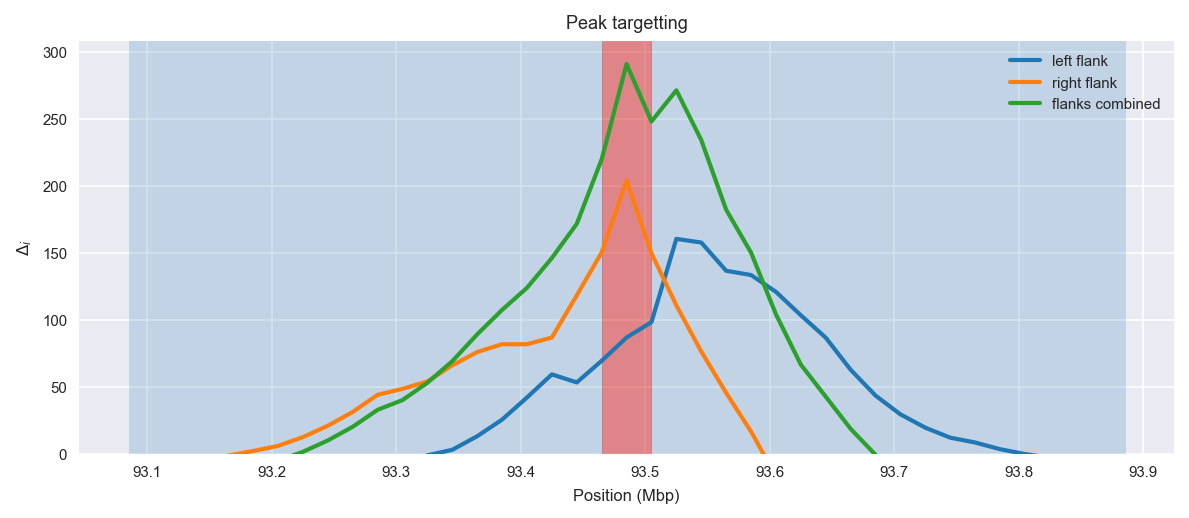 Peak targetting
300
250
200
150
100
50
0
Δi
left flank
right flank
flanks combined
93.1 93.2 93.3 93.4 93.5 93.6 93.7 93.8 93.9
Position (Mbp)